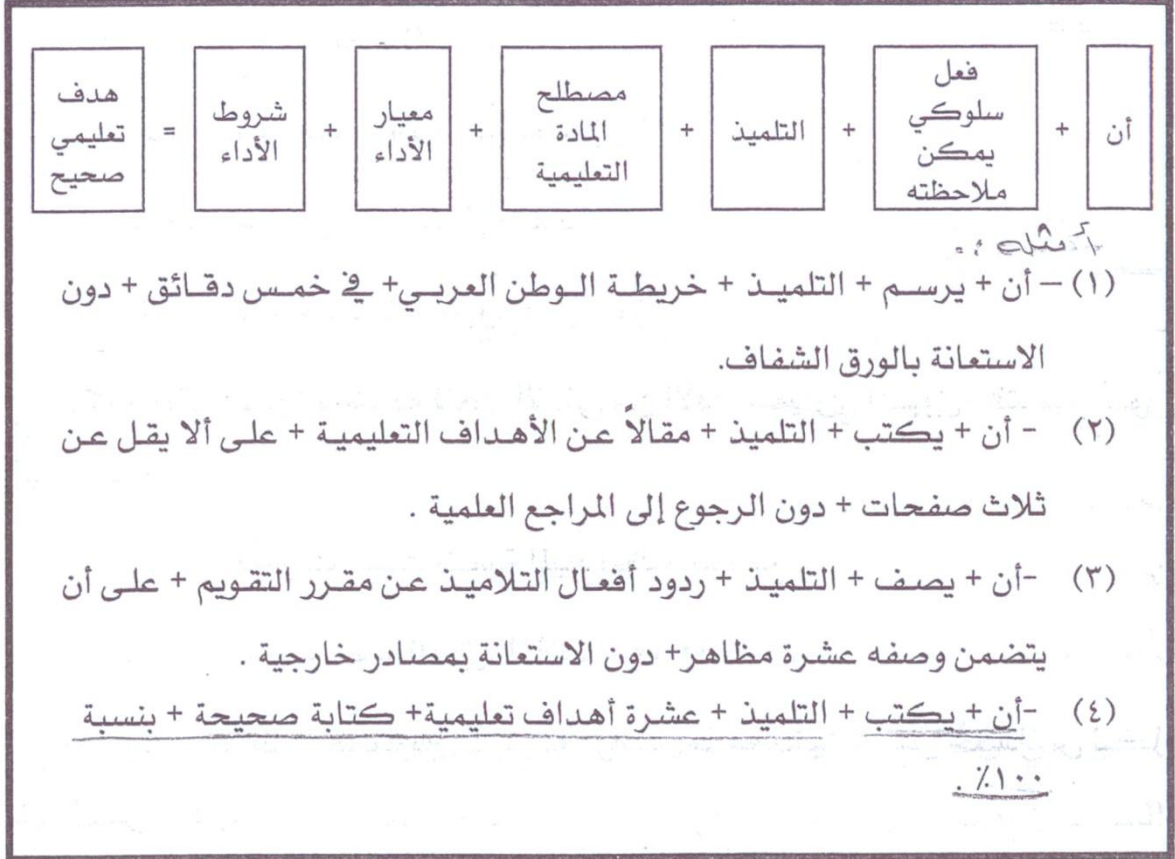 أن + فعل سلوكي يمكن ملاحظته + التلميذ + مصطلح المادة التعليمية + معيار الأداء + شروط الأداء = هدف تعليمي صحيح
أمثلة :-
(١) – أن + يرسم + التلميذ + خريطة الوطن العربي+ في خمس دقائق + دون
الاستعانة بالورق الشفاف.
(٢) - أن + يكتب + التلميذ + مقالاً عن الأهداف التعليمية + على ألا يقل عن
ثلاث صفحات + دون الرجوع إلى المراجع العلمية .
(٣) -أن + يصف + التلميذ + ردود أفعال التلاميذ عن مقرر التقويم + على أن
يتضمن وصفه عشرة مظاهر+ دون الاستعانة بمصادر خارجية .
(٤) -أن + يكتب + التلميذ + عشرة أهداف تعليمية+ كتابة صحيحة + بنسبة
١٠٠٪ .